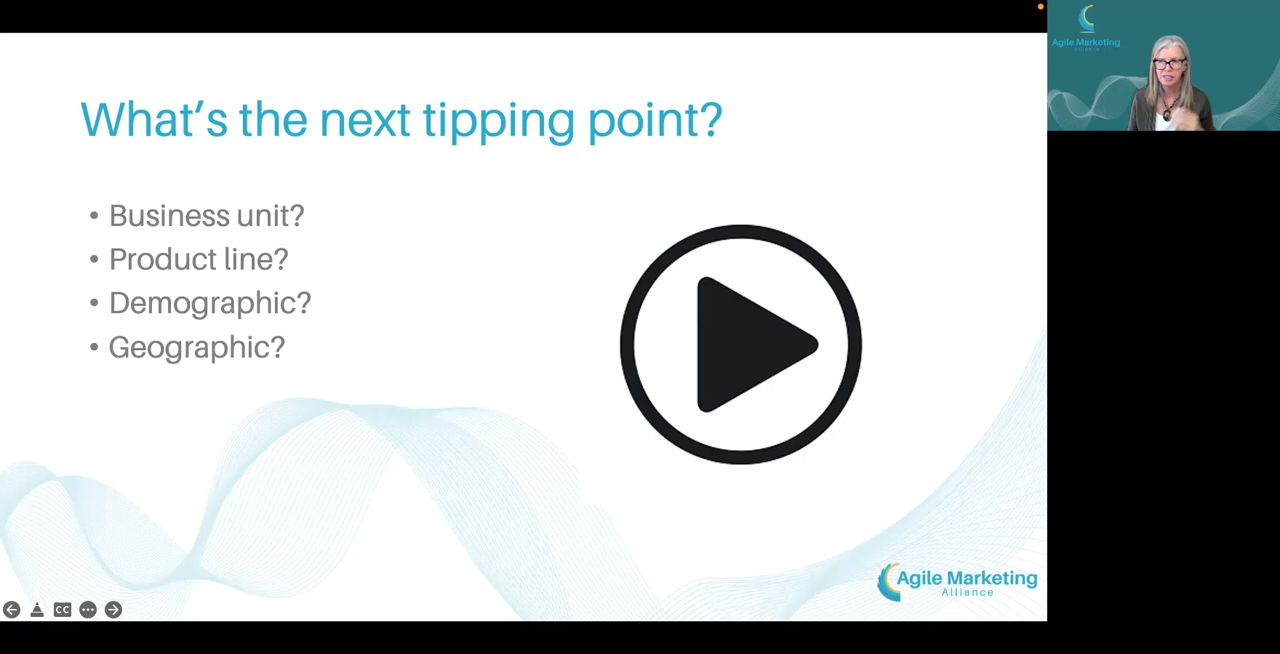 What's the next tipping point?
• Business unit?
• Product line?
• Demographic?
• Geographic?
Agile Marketing
Alliance
CC
Agile Marketing
Alliance